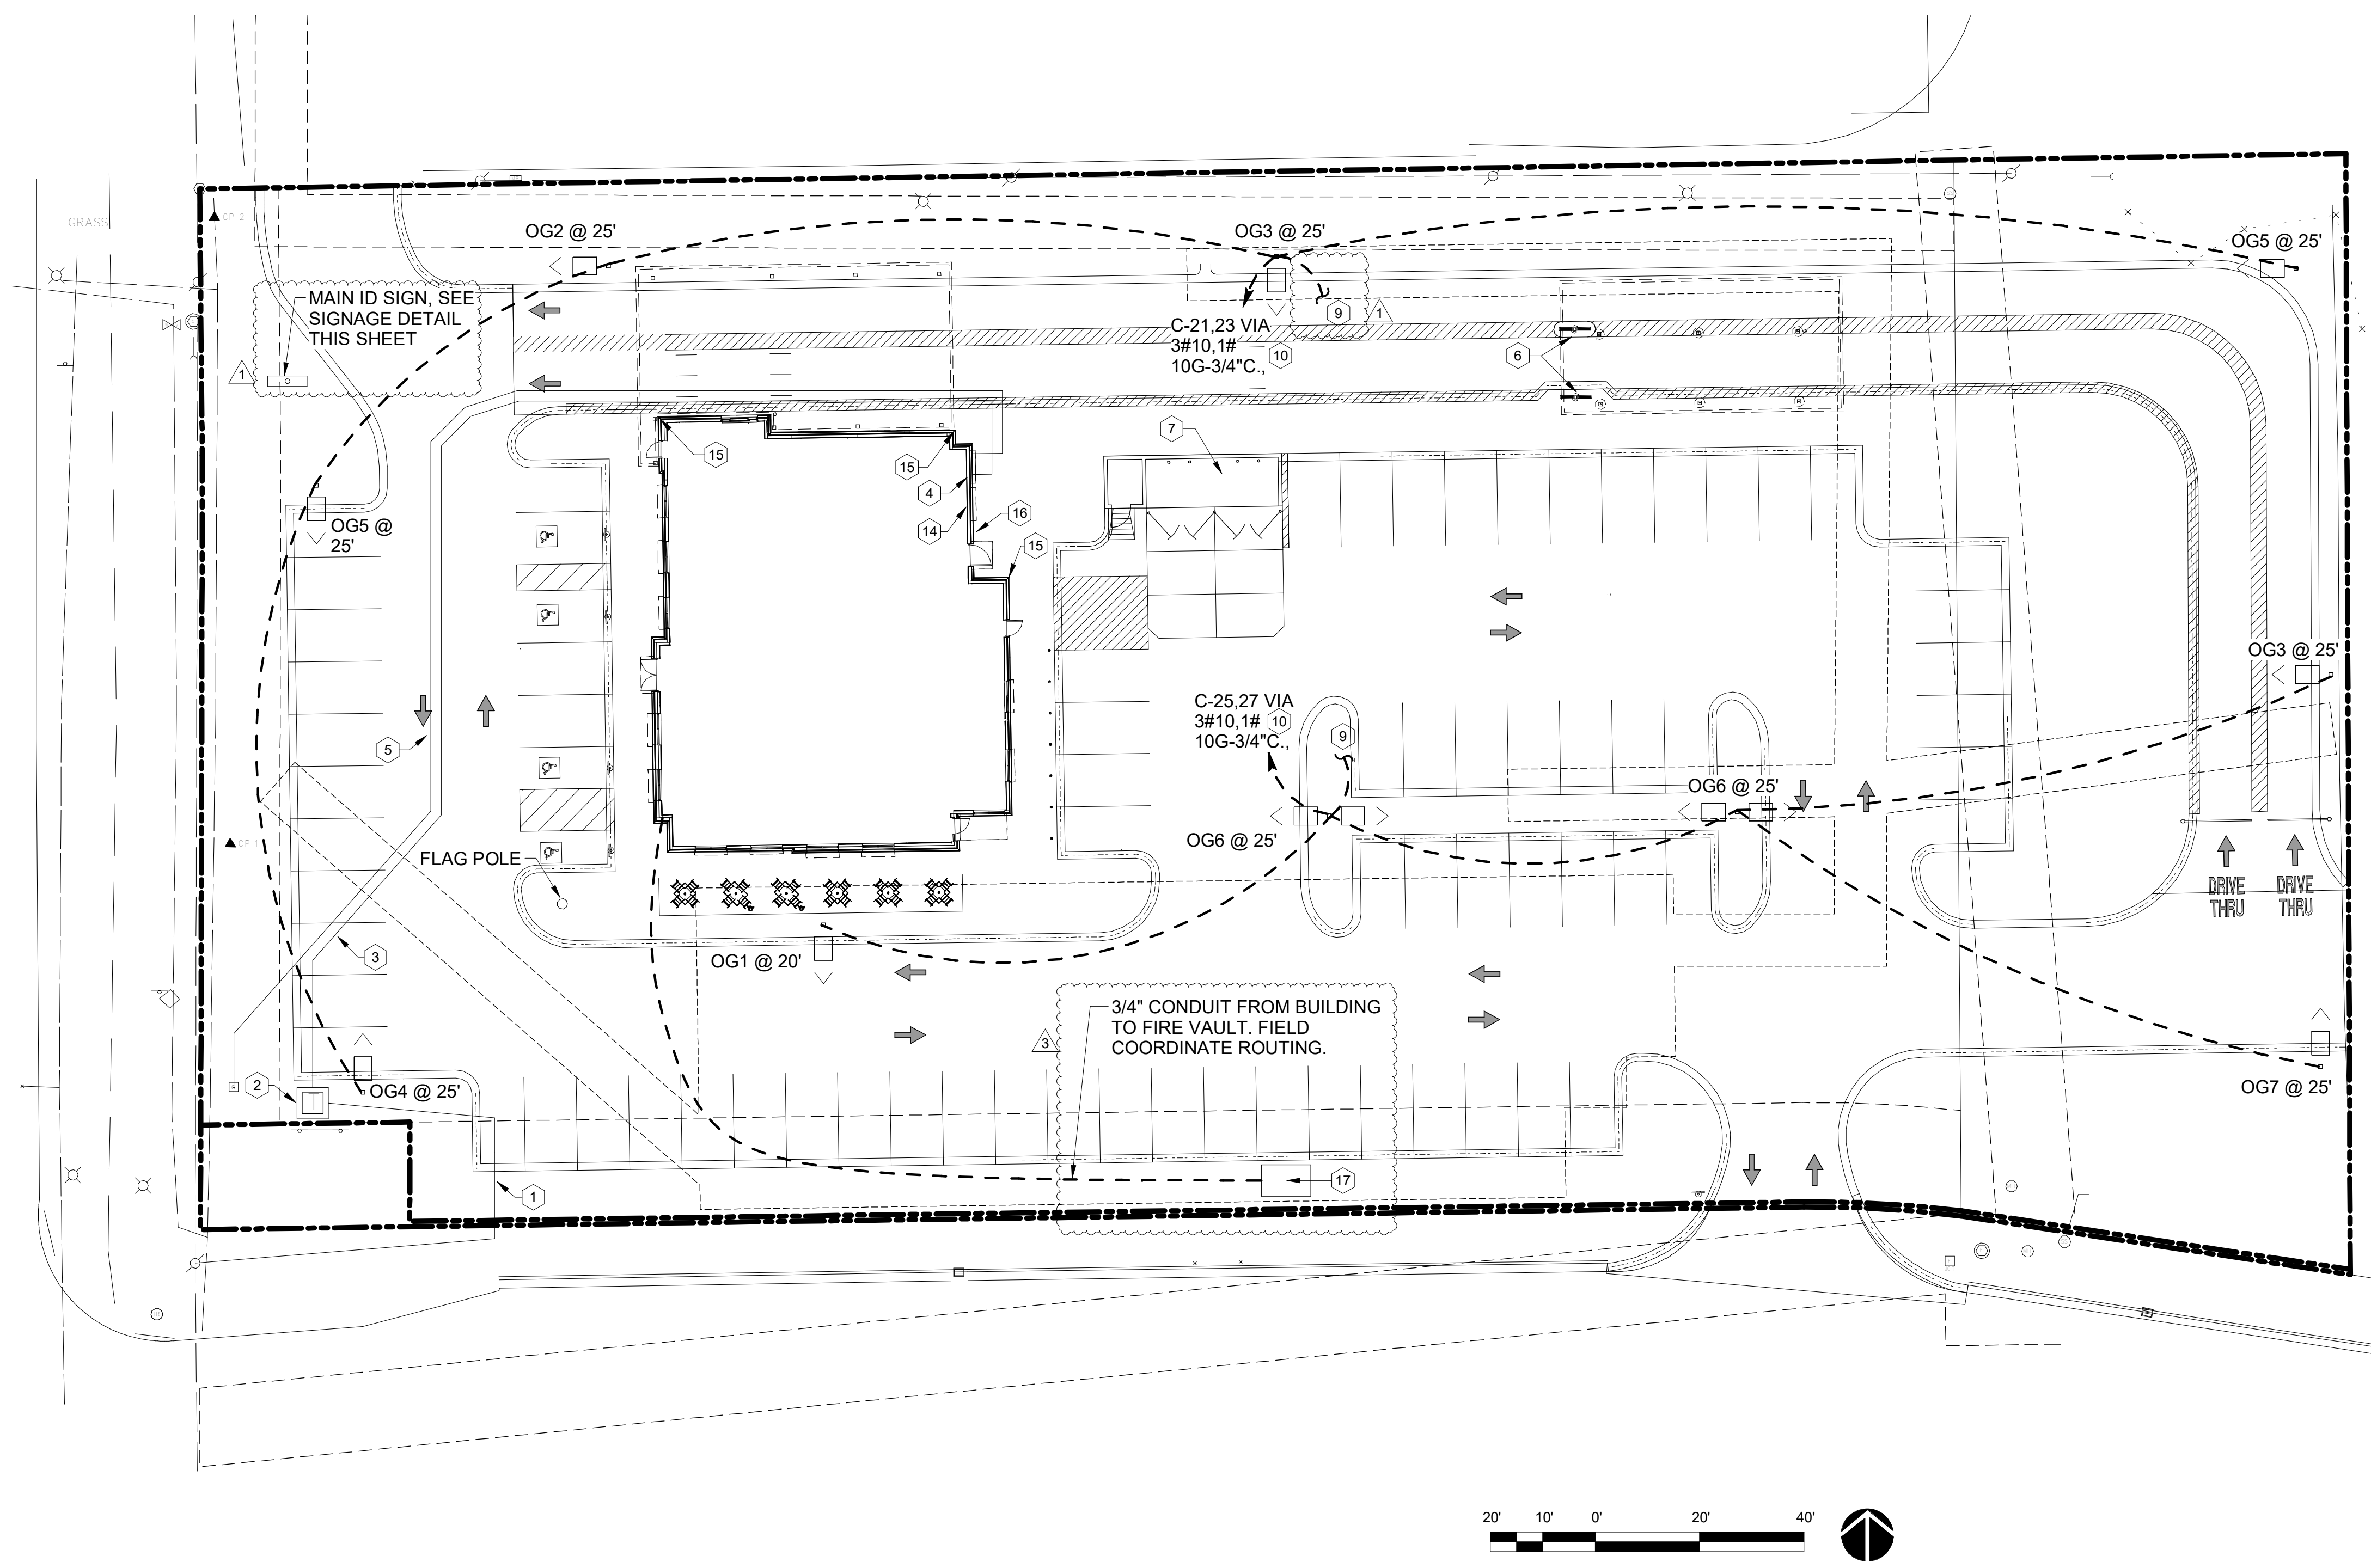 GRASS
CP 2
OG2 @ 25'
OG3 @ 25'
OG5 @ 25'
MAIN ID SIGN, SEE
SIGNAGE DETAIL
THIS SHEET
1
C-21,23 VIA
3#10,1#
10G-3/4"C.,
10
9
1
6
7
15
15
4
14
16
15
OG5 @
25'
OG3 @ 25'
C-25,27 VIA
3#10,1#
10G-3/4"C.,
10
9
5
OG6 @ 25'
OG6 @ 25'
CP 1
FLAG POLE
DRIVE
THRU
DRIVE
THRU
3
OG1 @ 20'
3/4" CONDUIT FROM BUILDING
TO FIRE VAULT. FIELD
COORDINATE ROUTING.
3
2
OG4 @ 25'
OG7 @ 25'
1
17
20' 10' 0' 20' 40'